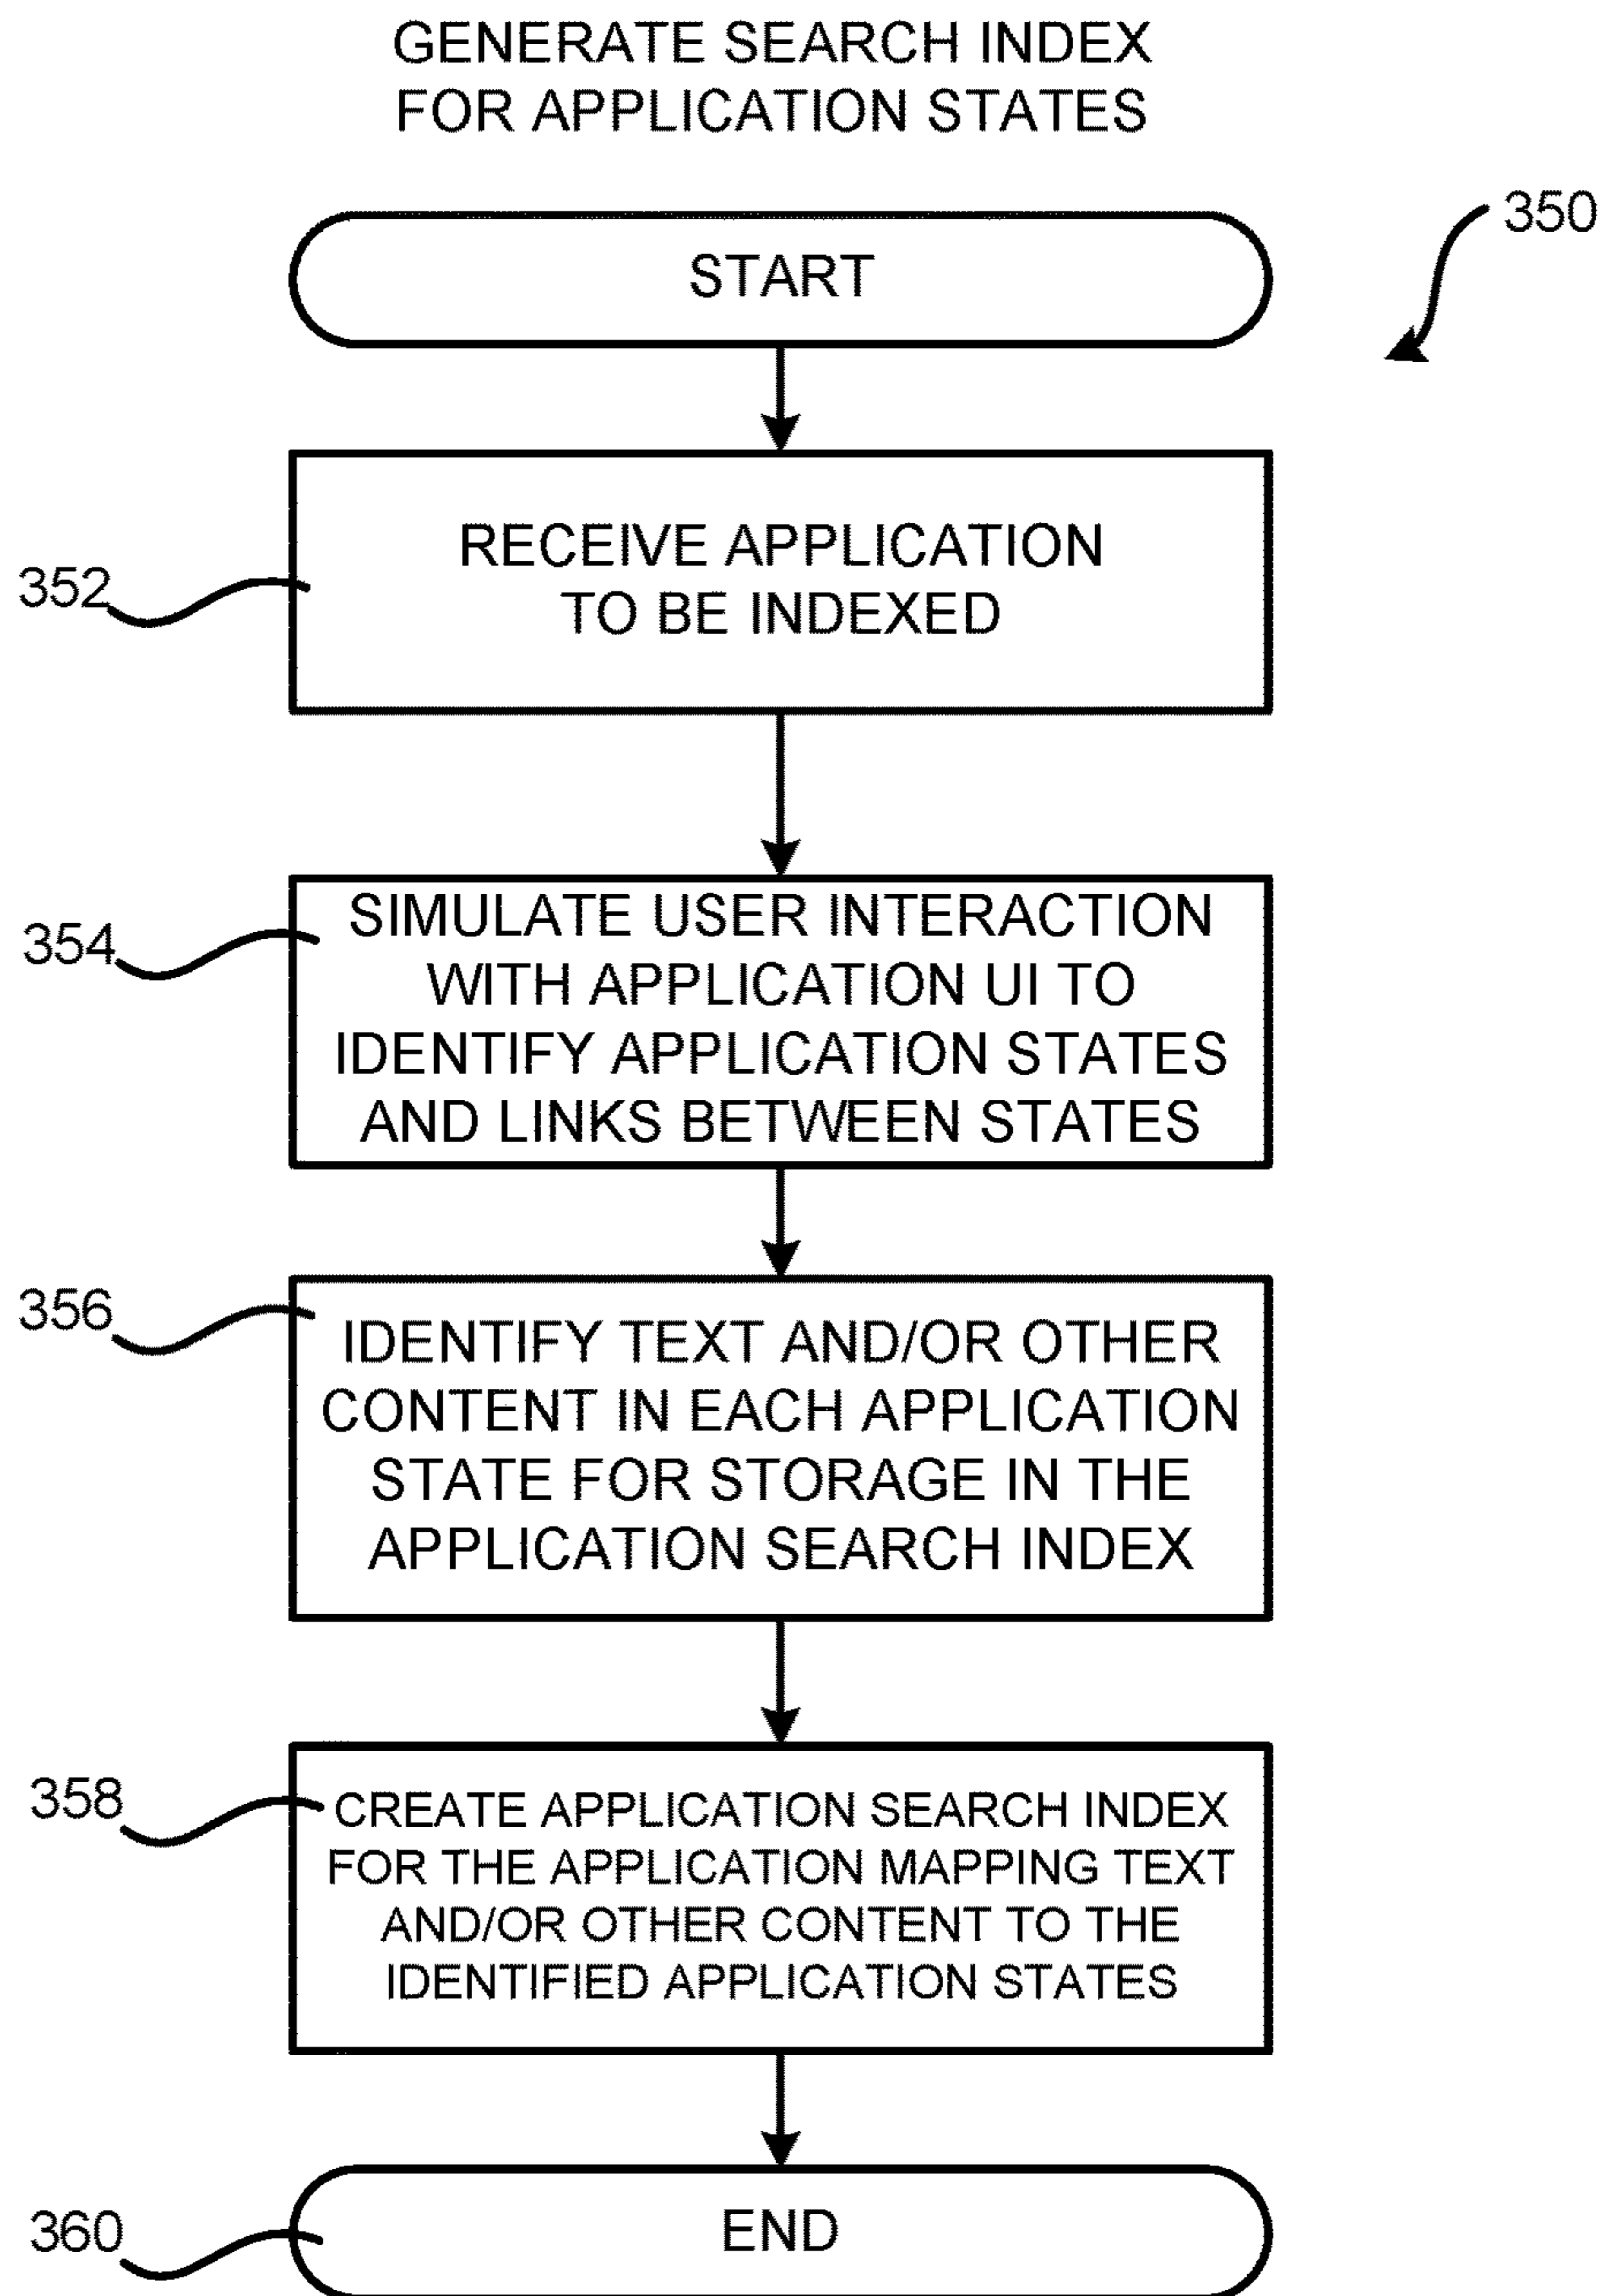 GENERATE SEARCH INDEX
FOR APPLICATION STATES
350
START
352
RECEIVE APPLICATION
TO BE INDEXED
354
SIMULATE USER INTERACTION
WITH APPLICATION UI TO
IDENTIFY APPLICATION STATES
AND LINKS BETWEEN STATES
356
IDENTIFY TEXT AND/OR OTHER
CONTENT IN EACH APPLICATION
STATE FOR STORAGE IN THE
APPLICATION SEARCH INDEX
358
CREATE APPLICATION SEARCH INDEX
FOR THE APPLICATION MAPPING TEXT
AND/OR OTHER CONTENT TO THE
IDENTIFIED APPLICATION STATES
360
END